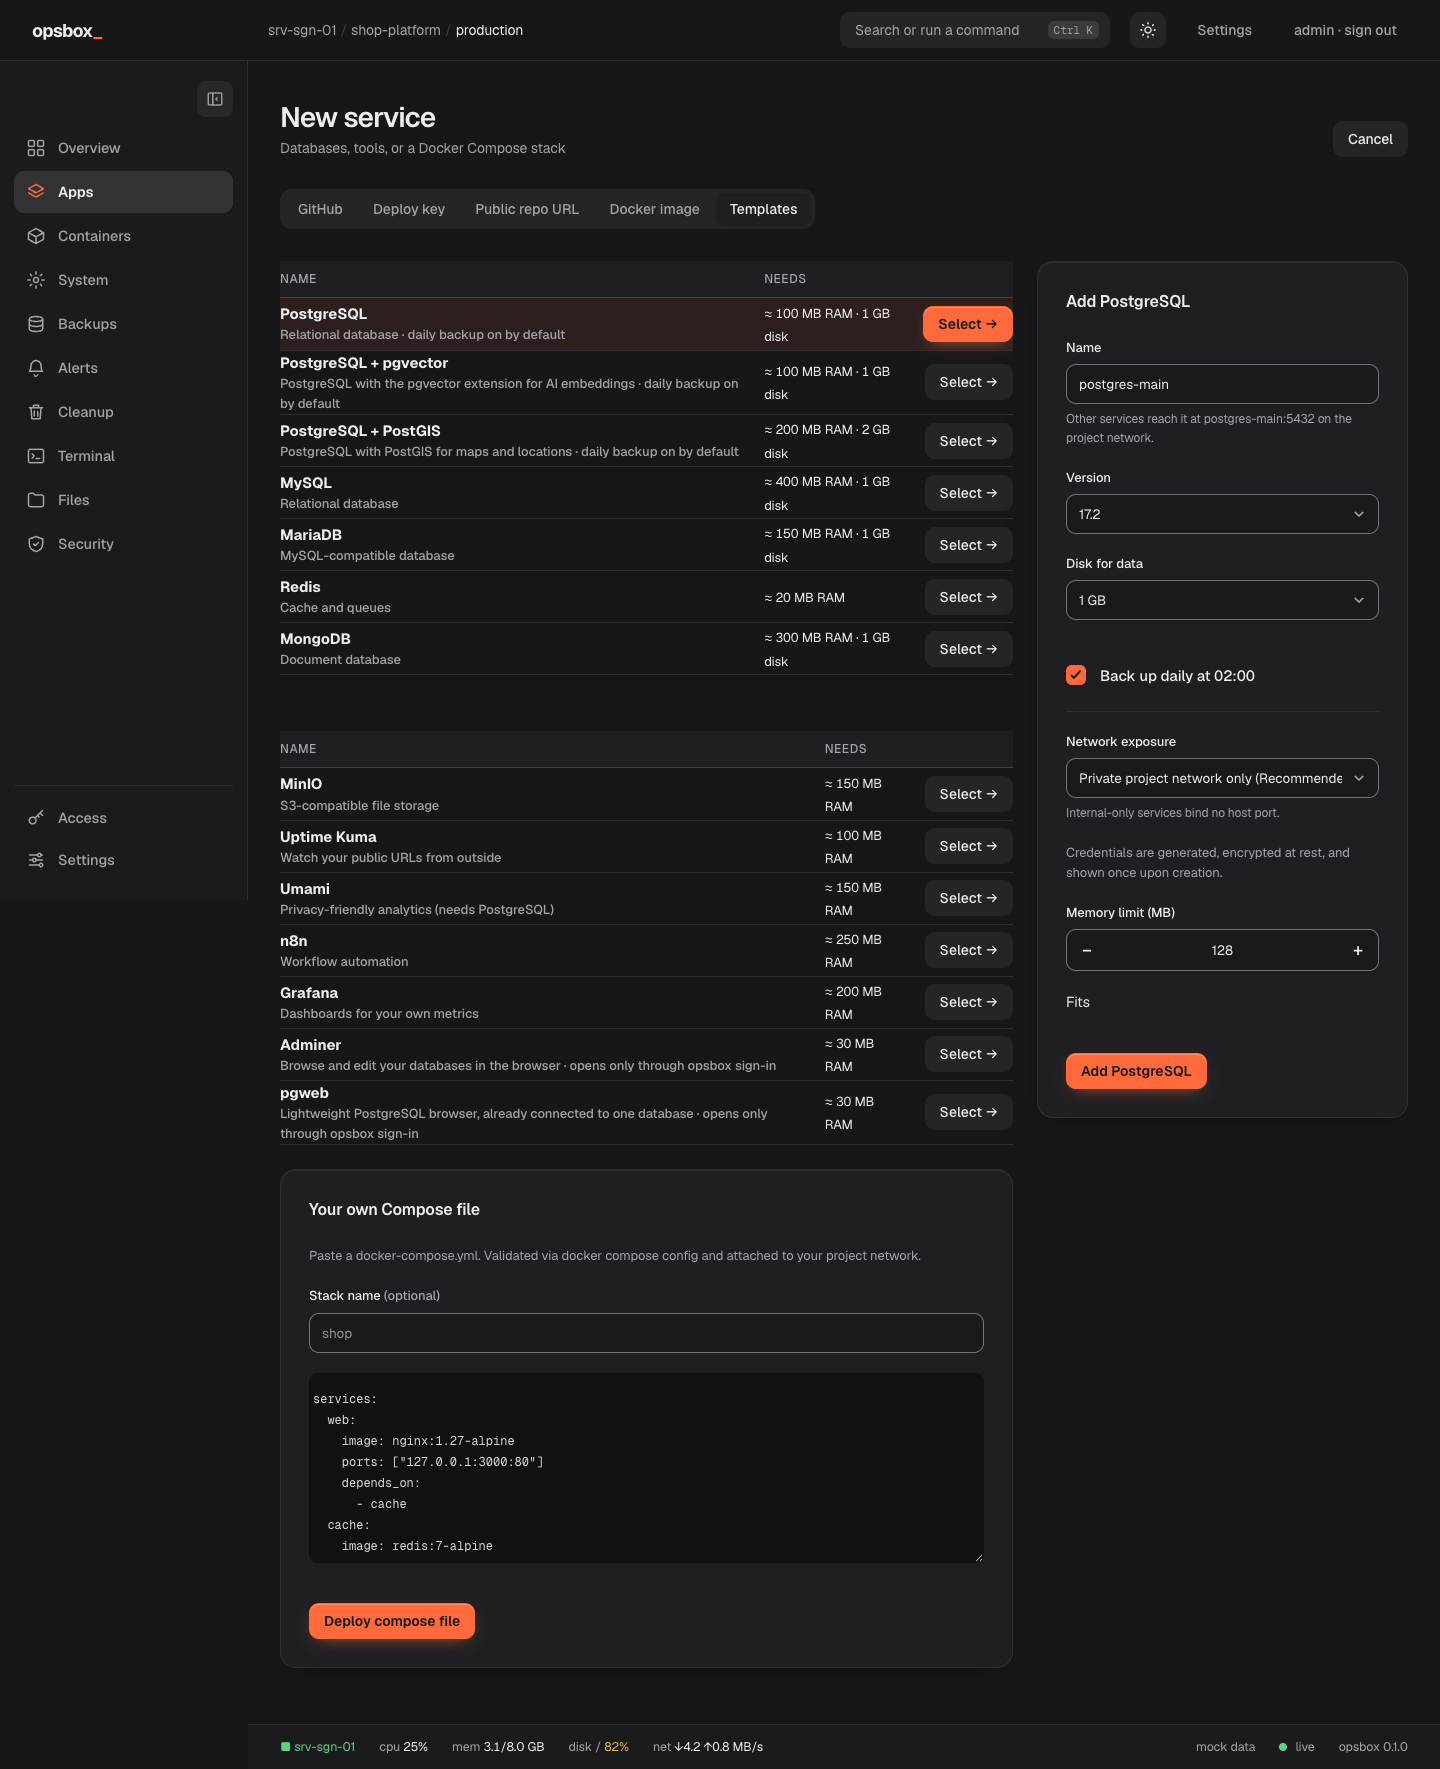 opsbox_
srv-sgn-01 / shop-platform / production
Search or run a command Ctrl K
Settings
admin · sign out
Overview
Apps
Containers
System
Backups
Alerts
Cleanup
Terminal
Files
Security
Access
Settings
New service
Databases, tools, or a Docker Compose stack
Cancel
GitHub Deploy key Public repo URL Docker image Templates
NAME NEEDS
PostgreSQL
Relational database · daily backup on by default
≈ 100 MB RAM · 1 GB
disk
Select →
PostgreSQL + pgvector
PostgreSQL with the pgvector extension for AI embeddings · daily backup on
by default
≈ 100 MB RAM · 1 GB
disk
Select →
PostgreSQL + PostGIS
PostgreSQL with PostGIS for maps and locations · daily backup on by default
≈ 200 MB RAM · 2 GB
disk
Select →
MySQL
Relational database
≈ 400 MB RAM · 1 GB
disk
Select →
MariaDB
MySQL-compatible database
≈ 150 MB RAM · 1 GB
disk
Select →
Redis
Cache and queues
≈ 20 MB RAM
Select →
MongoDB
Document database
≈ 300 MB RAM · 1 GB
disk
Select →
NAME NEEDS
MinIO
S3-compatible file storage
≈ 150 MB
RAM
Select →
Uptime Kuma
Watch your public URLs from outside
≈ 100 MB
RAM
Select →
Umami
Privacy-friendly analytics (needs PostgreSQL)
≈ 150 MB
RAM
Select →
n8n
Workflow automation
≈ 250 MB
RAM
Select →
Grafana
Dashboards for your own metrics
≈ 200 MB
RAM
Select →
Adminer
Browse and edit your databases in the browser · opens only through opsbox sign-in
≈ 30 MB
RAM
Select →
pgweb
Lightweight PostgreSQL browser, already connected to one database · opens only
through opsbox sign-in
≈ 30 MB
RAM
Select →
Your own Compose file
Paste a docker-compose.yml. Validated via docker compose config and attached to your project network.
Stack name (optional)
shop
services:
web:
image: nginx:1.27-alpine
ports: ["127.0.0.1:3000:80"]
depends_on:
- cache
cache:
image: redis:7-alpine
Deploy compose file
Add PostgreSQL
Name
postgres-main
Other services reach it at postgres-main:5432 on the
project network.
Version
17.2
Disk for data
1 GB
Back up daily at 02:00
Network exposure
Private project network only (Recommende
Internal-only services bind no host port.
Credentials are generated, encrypted at rest, and
shown once upon creation.
Memory limit (MB)
− 128 +
Fits
Add PostgreSQL
srv-sgn-01 cpu 25% mem 3.1/8.0 GB disk / 82% net ↓4.2 ↑0.8 MB/s mock data live opsbox 0.1.0